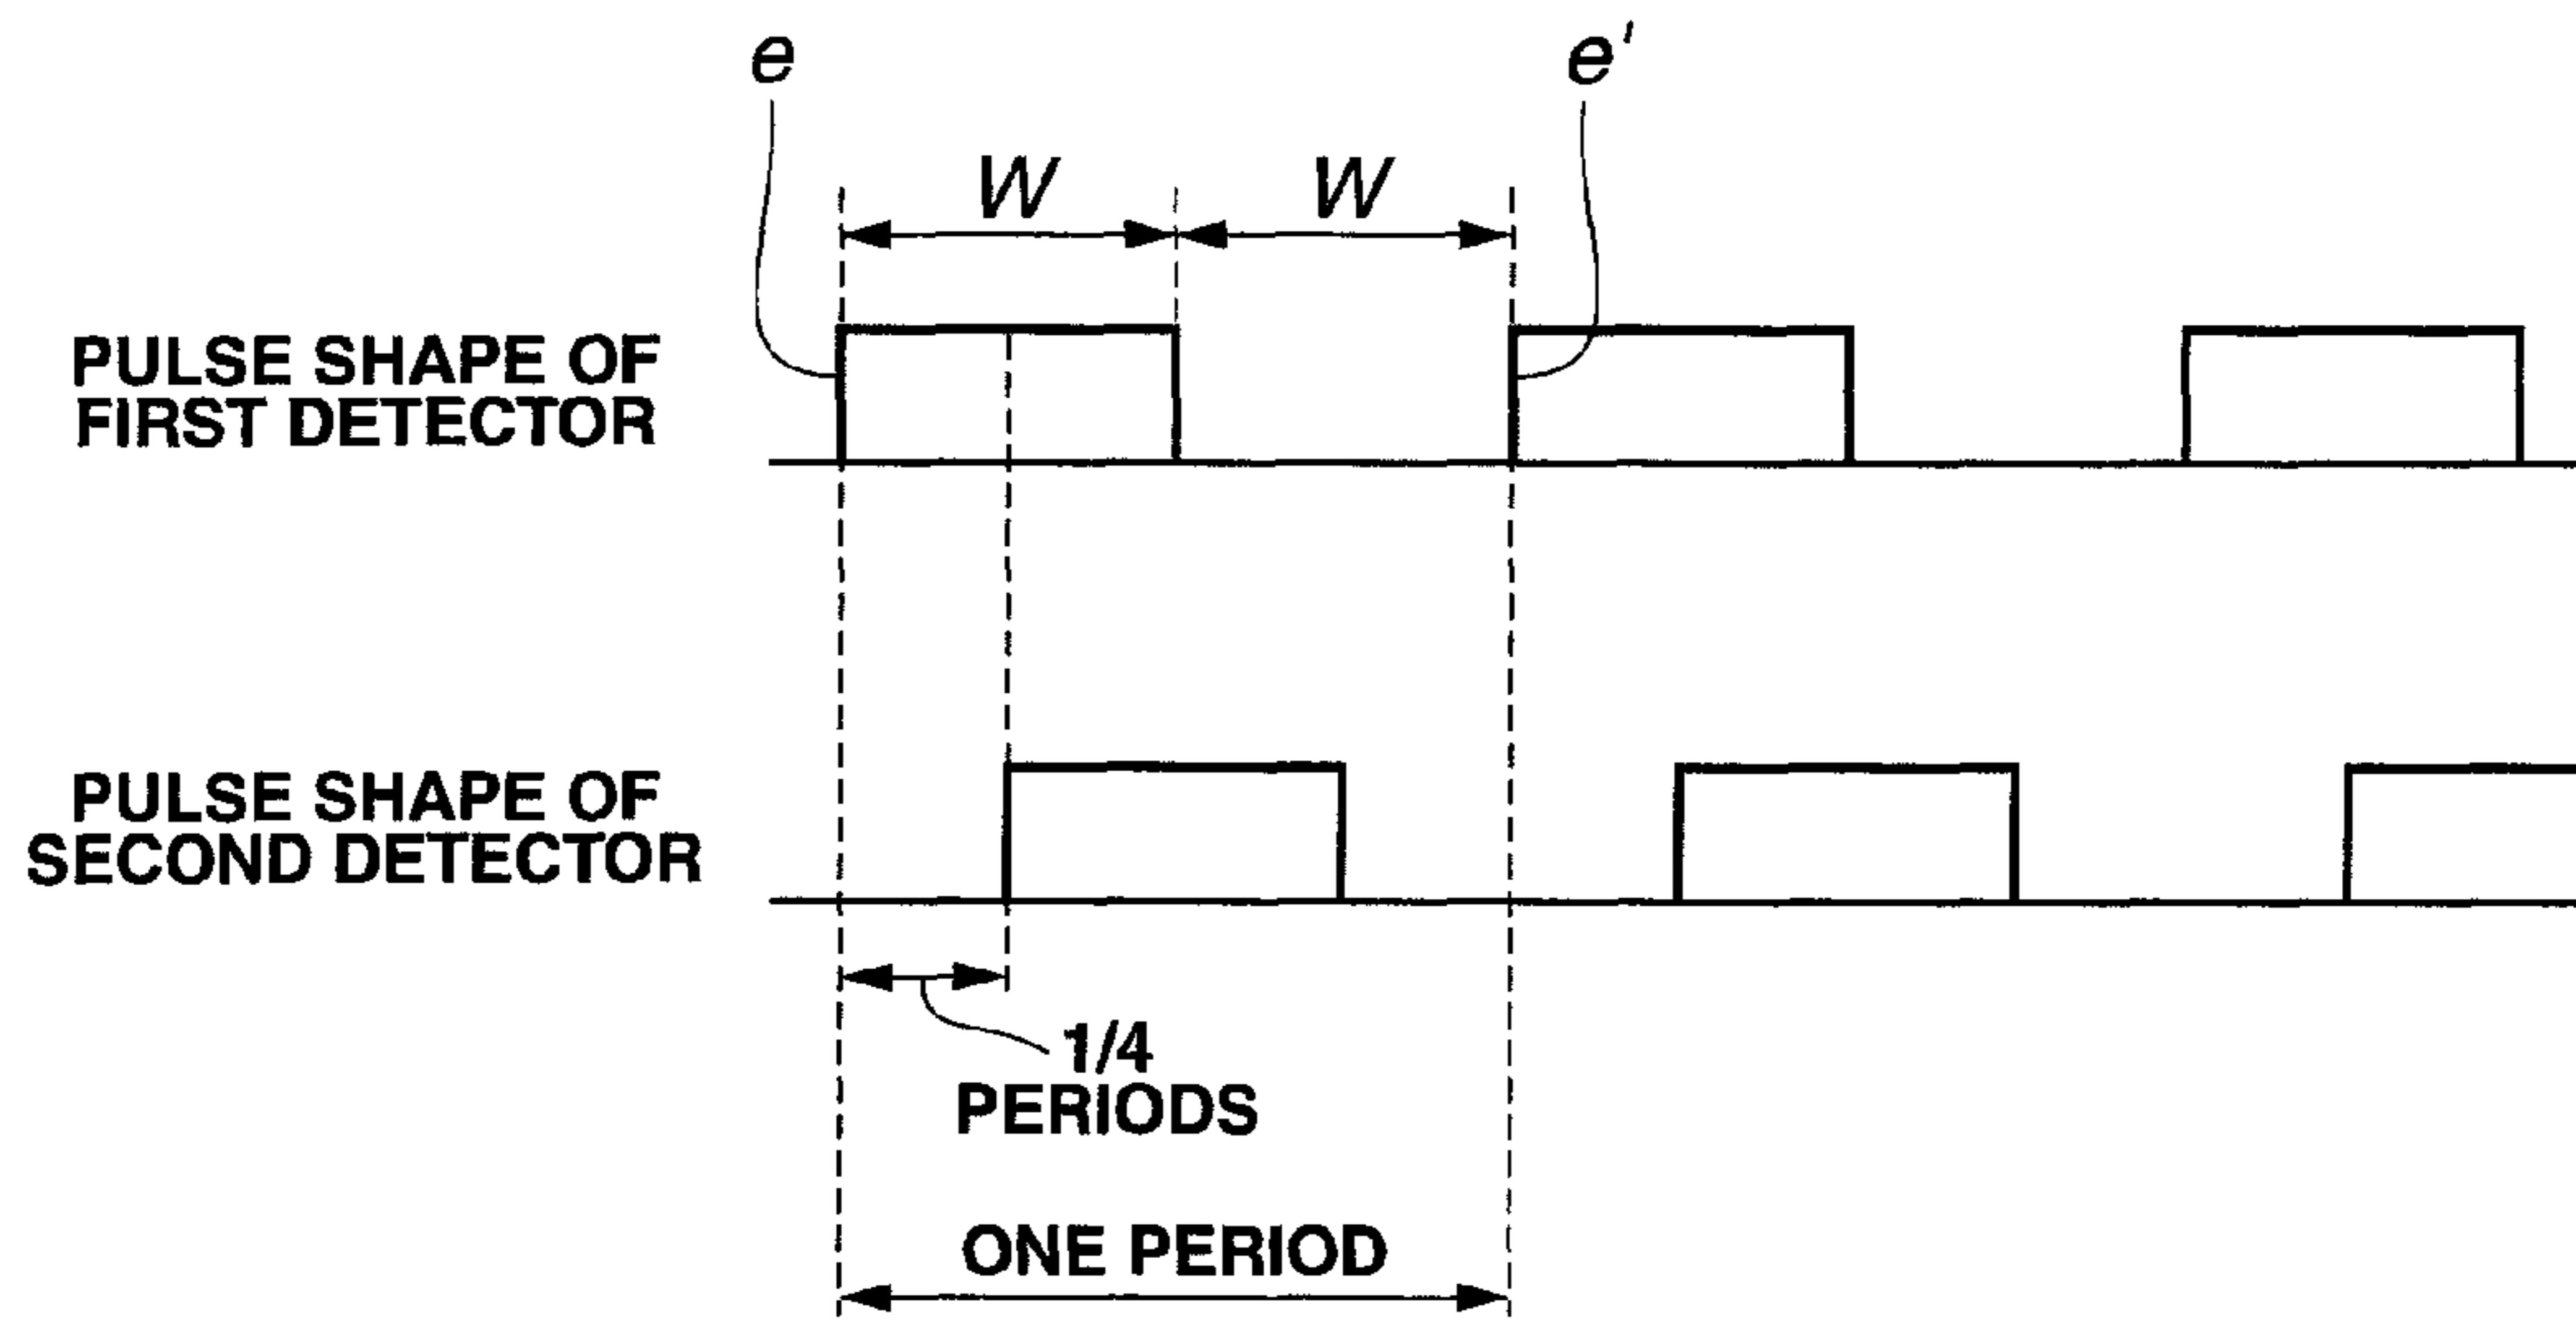 e
e'
W
W
PULSE SHAPE OF
FIRST DETECTOR
PULSE SHAPE OF
SECOND DETECTOR
1/4
PERIODS
ONE PERIOD